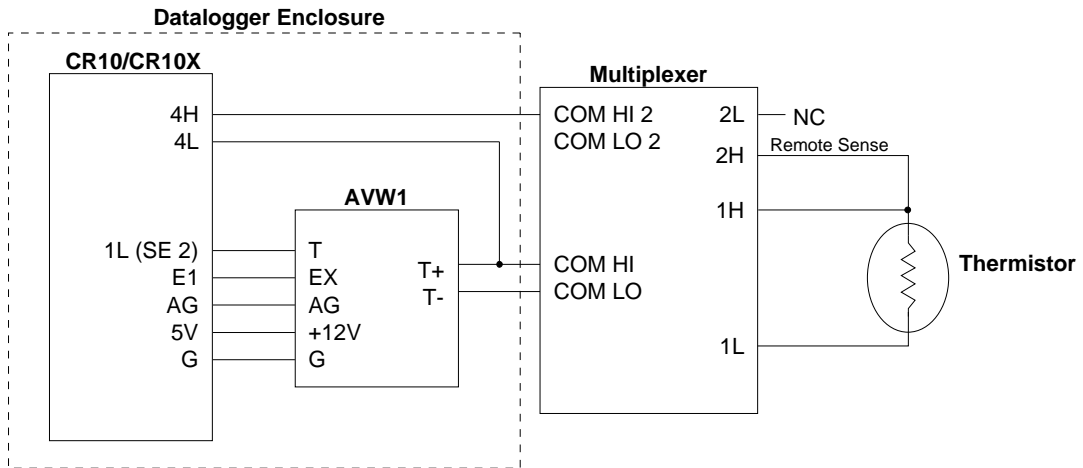 Datalogger Enclosure
CR10/CR10X
4H
4L
1L (SE 2)
E1
AG
5V
G
AVW1
T
EX
AG
+12V
G
T+
T-
Multiplexer
COM HI 2
COM LO 2
COM HI
COM LO
2L
2H
1H
1L
NC
Remote Sense
Thermistor